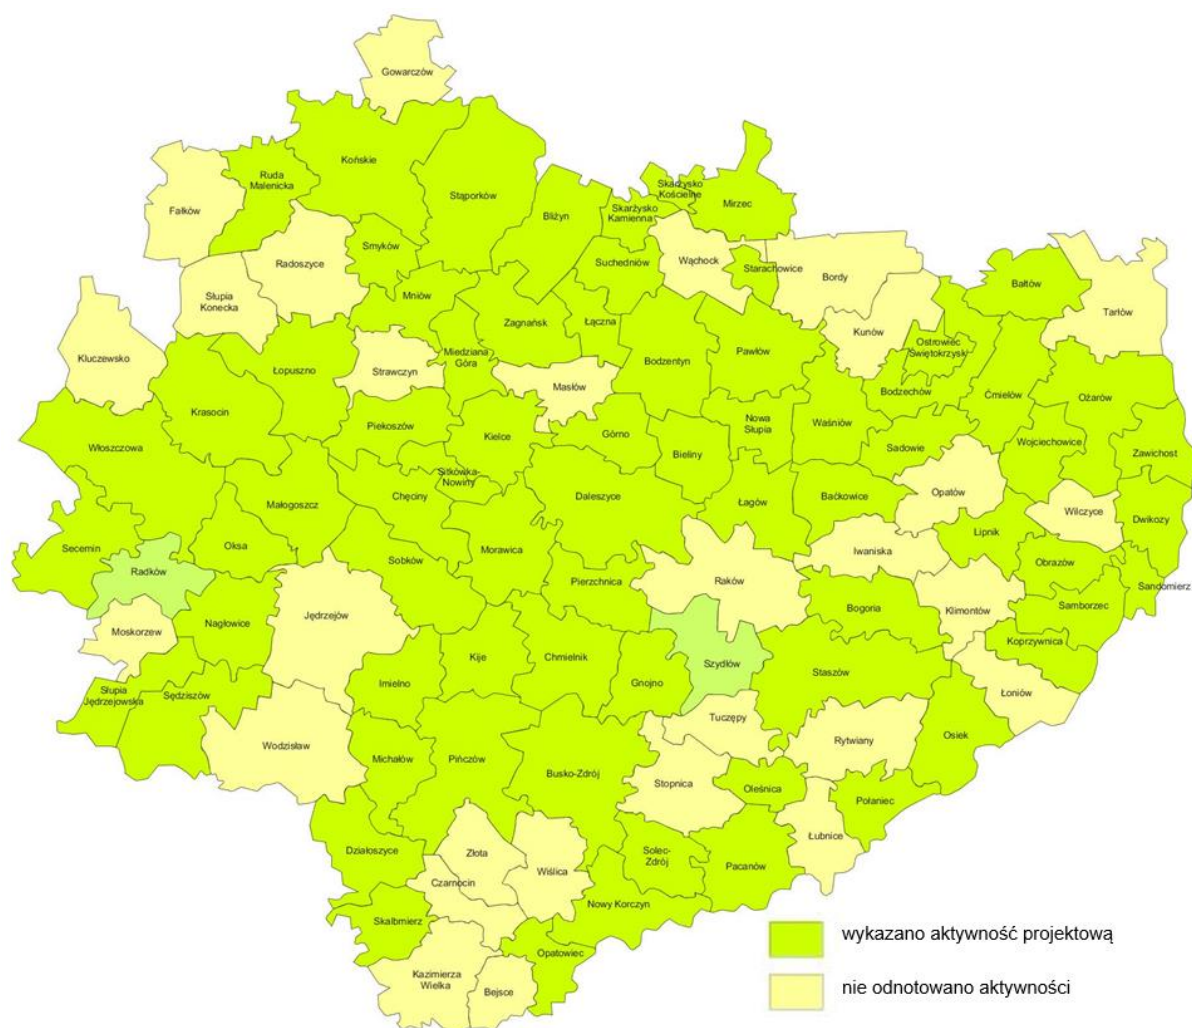 Gowarczów
Końskie
Ruda
Malenicka
Stąporków
Fałków
Skarżysko
Kościelne
Mirzec
Skarżysko
Kamienna
Bliżyn
Smyków
Radoszyce
Suchedniów
Wąchock
Starachowice
Bordy
Bałtów
Tarłów
Słupia
Konecka
Mniów
Zagnańsk
Łączna
Kunów
Kluczewsko
Łopuszno
Strawczyn
Miedziana
Góra
Masłów
Bodzentyn
Pawłów
Ostrowiec
Świętokrzyski
Bodzechów
Ćmielów
Ożarów
Krasocin
Piekoszów
Kielce
Górno
Nowa
Słupia
Waśniów
Sadowie
Wojciechowice
Zawichost
Włoszczowa
Bieliny
Sitkówka-
Nowiny
Chęciny
Daleszyce
Łagów
Baćkowice
Opatów
Wilczyce
Dwikozy
Małogoszcz
Secemin
Oksa
Radków
Sobków
Morawica
Pierzchnica
Raków
Iwaniska
Lipnik
Obrazów
Sandomierz
Samborzec
Moskorzew
Nagłowice
Jędrzejów
Bogoria
Klimontów
Koprzywnica
Kije
Chmielnik
Szydłów
Staszów
Imielno
Gnojno
Łoniów
Słupia
Jędrzejowska
Sędziszów
Tuczępy
Rytwiany
Osiek
Wodzisław
Michałów
Pińczów
Busko-Zdrój
Stopnica
Oleśnica
Połaniec
Łubnice
Działoszyce
Złota
Solec-
Zdrój
Pacanów
Czarnocin
Wiślica
Nowy Korczyn
Skalbmierz
Opatowiec
Kazimierza
Wielka
Bejsce
wykazano aktywność projektową
nie odnotowano aktywności